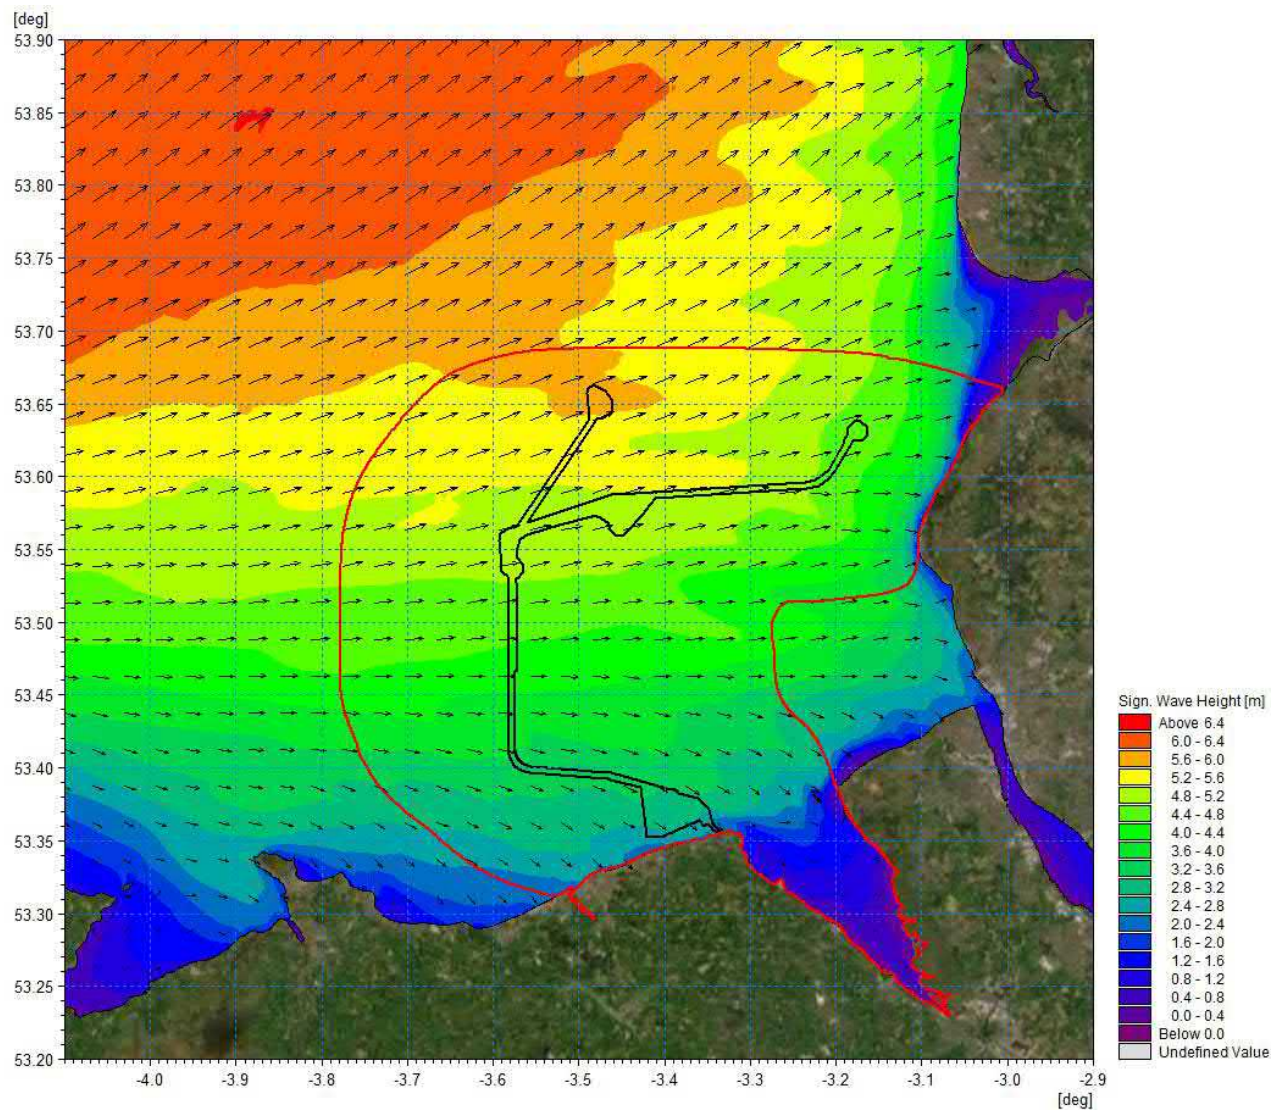 [deg]
53.90
53.85
53.80
53.75
53.70
53.65
53.60
53.55
53.50
53.45
53.40
53.35
53.30
53.25
53.20
-4.0 -3.9 -3.8 -3.7 -3.6 -3.5 -3.4 -3.3 -3.2 -3.1 -3.0 -2.9
[deg]
Sign. Wave Height [m]
Above 6.4
6.0 - 6.4
5.6 - 6.0
5.2 - 5.6
4.8 - 5.2
4.4 - 4.8
4.0 - 4.4
3.6 - 4.0
3.2 - 3.6
2.8 - 3.2
2.4 - 2.8
2.0 - 2.4
1.6 - 2.0
1.2 - 1.6
0.8 - 1.2
0.4 - 0.8
0.0 - 0.4
Below 0.0
Undefined Value